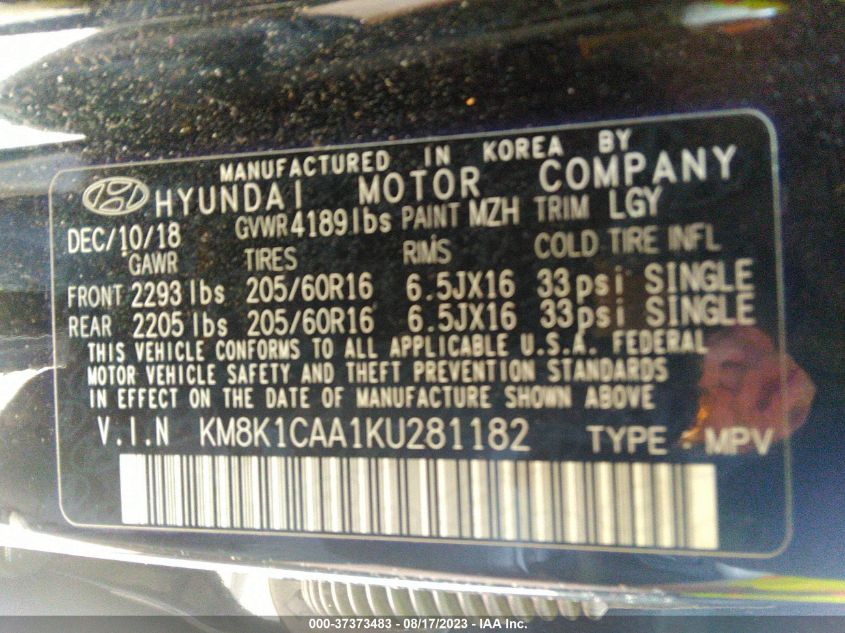 MANUFACTURED IN KOREA BY
HYUNDAI MOTOR COMPANY
DEC/10/18 GVWR 4189 lbs PAINT MZH TRIM LGY
GAWR TIRES RIMS COLD TIRE INFL
FRONT 2293 lbs 205/60R16 6.5JX16 33psi SINGLE
REAR 2205 lbs 205/60R16 6.5JX16 33psi SINGLE
THIS VEHICLE CONFORMS TO ALL APPLICABLE U.S.A. FEDERAL
MOTOR VEHICLE SAFETY AND THEFT PREVENTION STANDARDS
IN EFFECT ON THE DATE OF MANUFACTURE SHOWN ABOVE
V.I.N KM8K1CAA1KU281182 TYPE - MPV
000-37373483 - 08/17/2023 - IAA Inc.